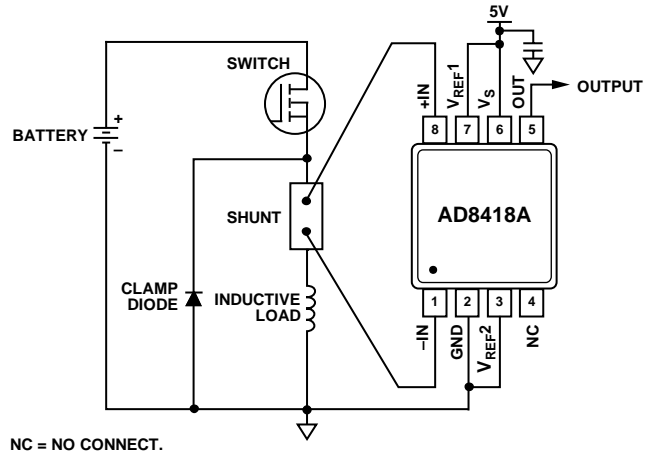 5V
SWITCH
+IN
VREF1
VS
OUT
OUTPUT
8
7
6
5
BATTERY
+
–
SHUNT
AD8418A
CLAMP
DIODE
INDUCTIVE
LOAD
1
2
3
4
–IN
GND
VREF2
NC
NC = NO CONNECT.